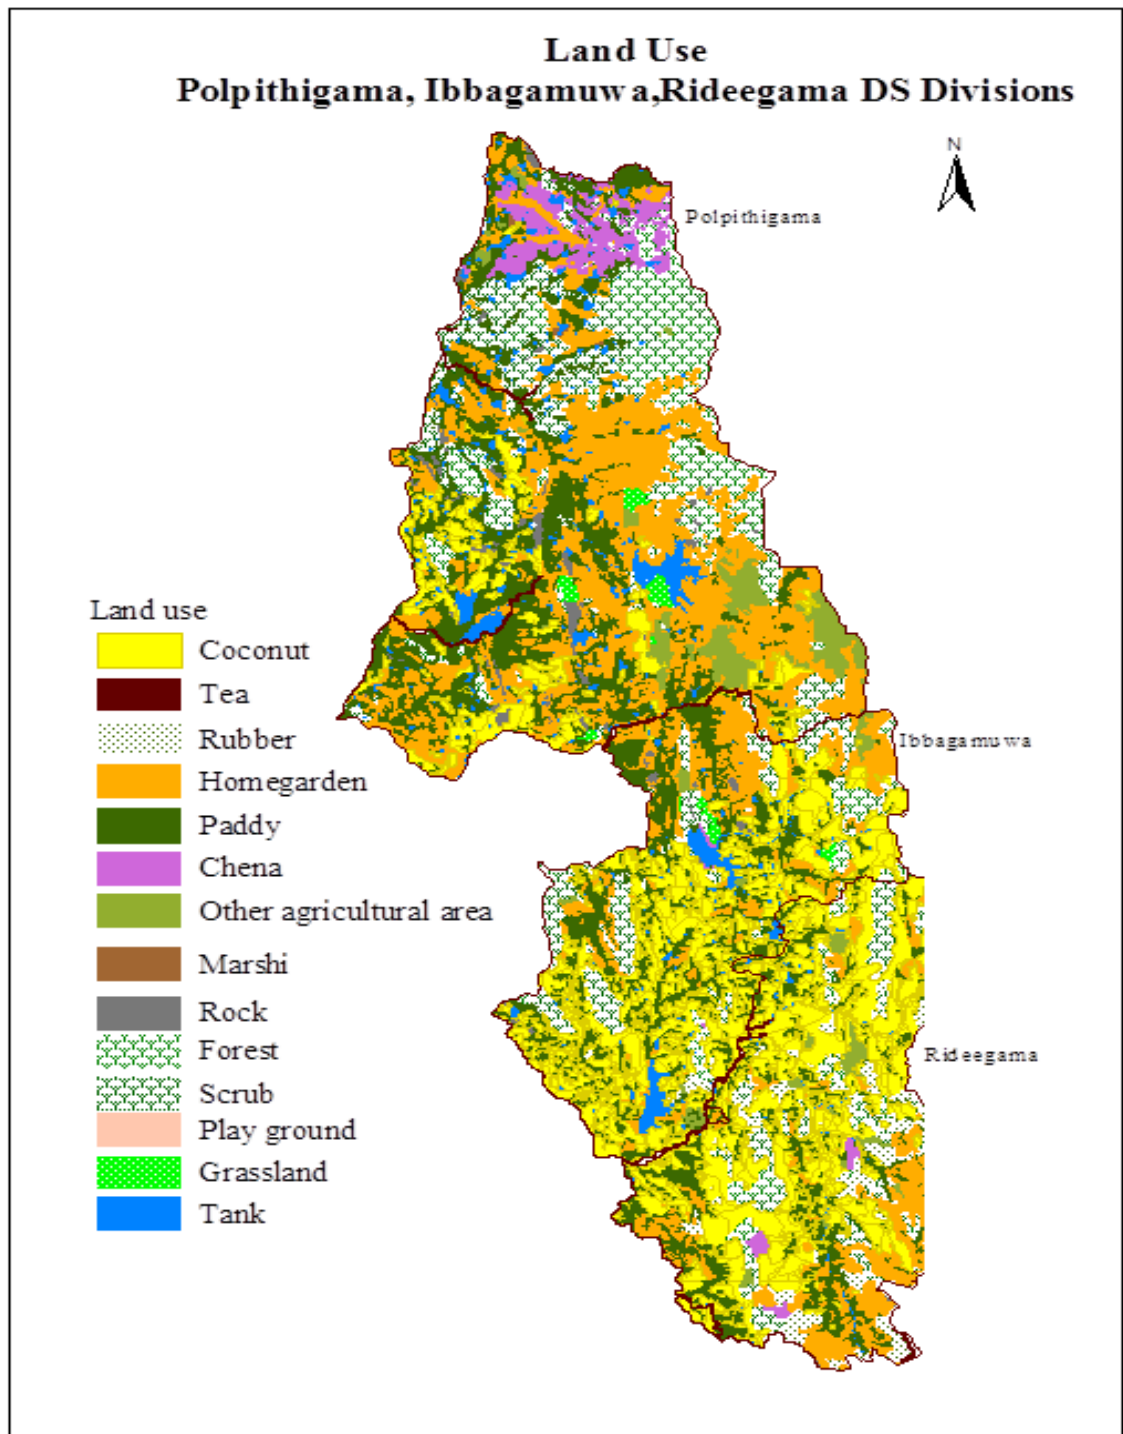 Land Use
Polpithigama, Ibbagamuwa,Rideegama DS Divisions
N
Polpithigama
Ibbagamuwa
Rideegama
Land use
Coconut
Tea
Rubber
Homegarden
Paddy
Chena
Other agricultural area
Marshi
Rock
Forest
Scrub
Play ground
Grassland
Tank